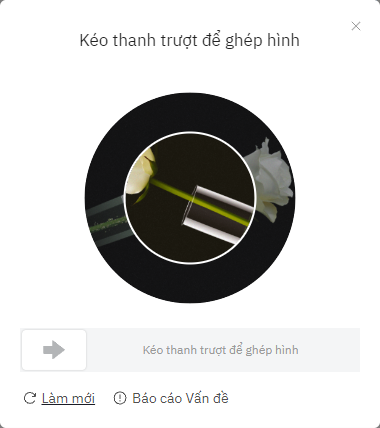 Kéo thanh trượt để ghép hình
Kéo thanh trượt để ghép hình
Làm mới Báo cáo Vấn đề